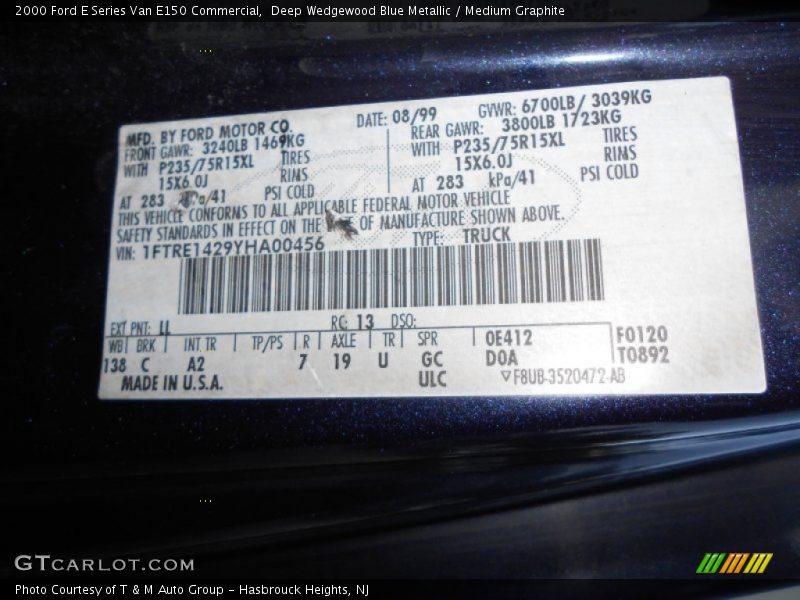 2000 Ford E Series Van E150 Commercial,  Deep Wedgewood Blue Metallic / Medium Graphite
MFD. BY FORD MOTOR CO. DATE: 08/99 GVWR: 6700LB/ 3039KG
FRONT GAWR: 3240LB 1469KG REAR GAWR: 3800LB 1723KG
WITH P235/75R15XL TIRES WITH P235/75R15XL TIRES
15X6.0J RIMS 15X6.0J RIMS
AT 283 kPa/41 PSI COLD AT 283 kPa/41 PSI COLD
THIS VEHICLE CONFORMS TO ALL APPLICABLE FEDERAL MOTOR VEHICLE
SAFETY STANDARDS IN EFFECT ON THE OF MANUFACTURE SHOWN ABOVE.
VIN: 1FTRE1429YHA00456 TYPE: TRUCK
EXT PNT: LL RC: 13 DSO:
WB BRK INT TR TP/PS R AXLE TR SPR 0E412 F0120
138 C A2 7 19 U GC D0A T0892
MADE IN U.S.A. ULC ▽F8UB-3520472-AB
GTCARLOT.COM
Photo Courtesy of T & M Auto Group - Hasbrouck Heights, NJ